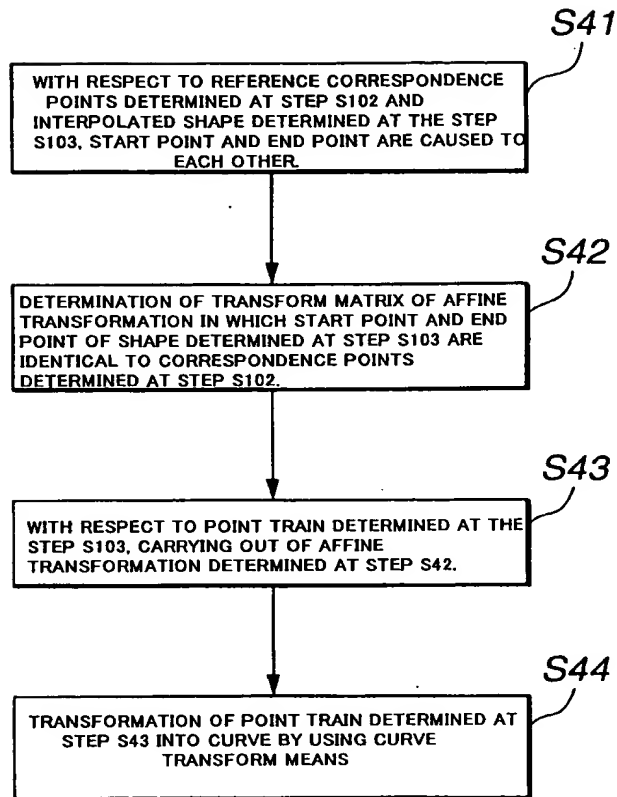 S41
WITH RESPECT TO REFERENCE CORRESPONDENCE
POINTS DETERMINED AT STEP S102 AND
INTERPOLATED SHAPE DETERMINED AT THE STEP
S103, START POINT AND END POINT ARE CAUSED TO
EACH OTHER.
S42
DETERMINATION OF TRANSFORM MATRIX OF AFFINE
TRANSFORMATION IN WHICH START POINT AND END
POINT OF SHAPE DETERMINED AT STEP S103 ARE
IDENTICAL TO CORRESPONDENCE POINTS
DETERMINED AT STEP S102.
S43
WITH RESPECT TO POINT TRAIN DETERMINED AT THE
STEP S103, CARRYING OUT OF AFFINE
TRANSFORMATION DETERMINED AT STEP S42.
S44
TRANSFORMATION OF POINT TRAIN DETERMINED AT
STEP S43 INTO CURVE BY USING CURVE
TRANSFORM MEANS